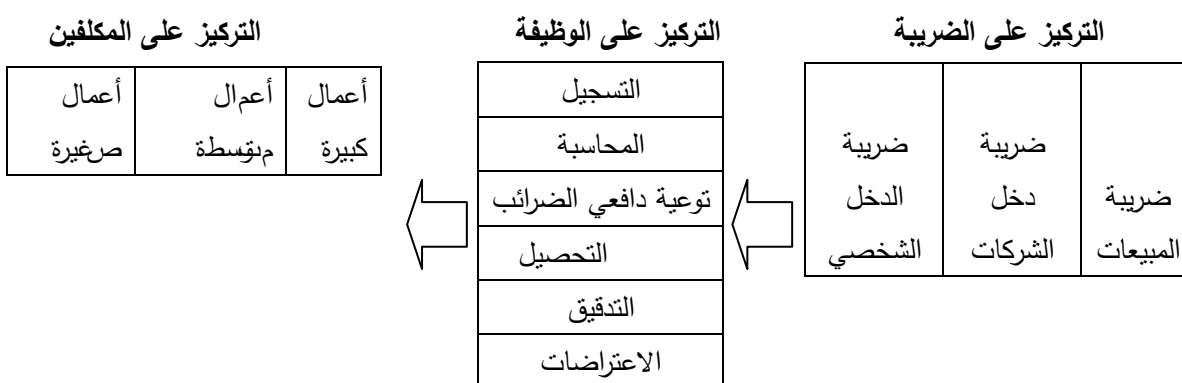 التركيز على الضريبة
التركيز على الوظيفة
التركيز على المكلفين
ضريبة
المبيعات
ضريبة
دخل
الشركات
ضريبة
الدخل
الشخصي
التسجيل
المحاسبة
توعية دافعي الضرائب
التحصيل
التدقيق
الاعتراضات
أعمال
كبيرة
أعمال
متوسطة
أعمال
صغيرة